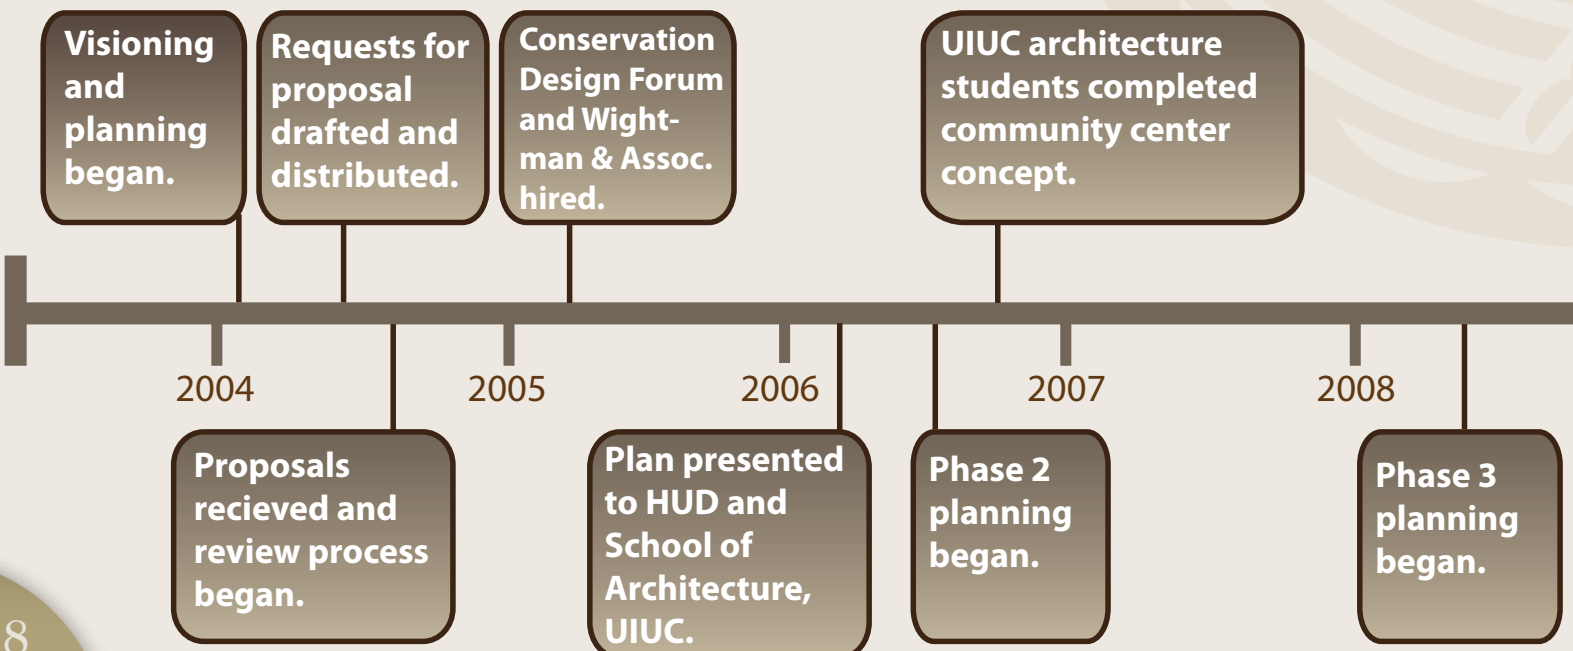 Visioning
and
planning
began.
Requests for
proposal
drafted and
distributed.
Conservation
Design Forum
and Wight-
man & Assoc.
hired.
UIUC architecture
students completed
community center
concept.
2004
2005
2006
2007
2008
Proposals
recieved and
review process
began.
Plan presented
to HUD and
School of
Architecture,
UIUC.
Phase 2
planning
began.
Phase 3
planning
began.
8